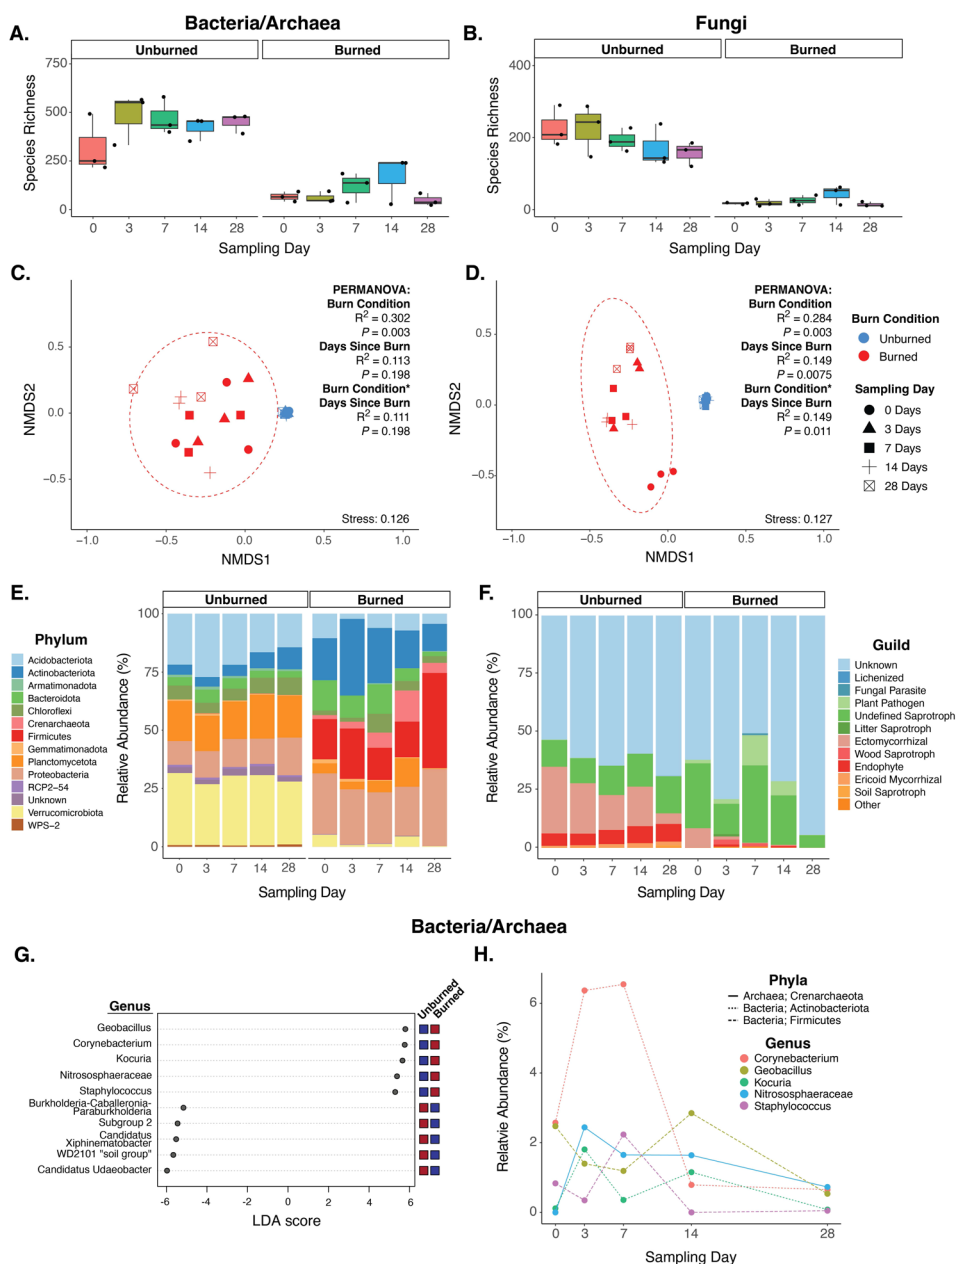 Bacteria/Archaea
Fungi
A.
Unburned
Burned
750
500
250
0
Species Richness
0 3 7 14 28 0 3 7 14 28
Sampling Day
B.
Unburned
Burned
400
200
0
Species Richness
0 3 7 14 28 0 3 7 14 28
Sampling Day
C.
PERMANOVA:
Burn Condition
R2 = 0.302
P = 0.003
Days Since Burn
R2 = 0.113
P = 0.198
Burn Condition*
Days Since Burn
R2 = 0.111
P = 0.198
0.5
0.0
−0.5
NMDS2
Stress: 0.126
−1.0 −0.5 0.0 0.5 1.0
NMDS1
D.
PERMANOVA:
Burn Condition
R2 = 0.284
P = 0.003
Days Since Burn
R2 = 0.149
P = 0.0075
Burn Condition*
Days Since Burn
R2 = 0.149
P = 0.011
0.5
0.0
−0.5
NMDS2
Stress: 0.127
−1.0 −0.5 0.0 0.5 1.0
NMDS1
Burn Condition
Unburned
Burned
Sampling Day
0 Days
3 Days
7 Days
14 Days
28 Days
E.
Phylum
Acidobacteriota
Actinobacteriota
Armatimonadota
Bacteroidota
Chloroflexi
Crenarchaeota
Firmicutes
Gemmatimonadota
Planctomycetota
Proteobacteria
RCP2−54
Unknown
Verrucomicrobiota
WPS−2
Unburned
Burned
100
75
50
25
0
Relative Abundance (%)
0 3 7 14 28 0 3 7 14 28
Sampling Day
F.
Unburned
Burned
100
75
50
25
0
Relative Abundance (%)
0 3 7 14 28 0 3 7 14 28
Sampling Day
Guild
Unknown
Lichenized
Fungal Parasite
Plant Pathogen
Undefined Saprotroph
Litter Saprotroph
Ectomycorrhizal
Wood Saprotroph
Endophyte
Ericoid Mycorrhizal
Soil Saprotroph
Other
Bacteria/Archaea
G.
Genus
Unburned
Burned
Geobacillus
Corynebacterium
Kocuria
Nitrososphaeraceae
Staphylococcus
Burkholderia-Caballeronia-
Paraburkholderia
Subgroup 2
Candidatus
Xiphinematobacter
WD2101 "soil group"
Candidatus Udaeobacter
-6 -4 -2 0 2 4 6
LDA score
H.
6
4
2
0
Relatvie Abundance (%)
0 3 7 14 28
Sampling Day
Phyla
Archaea; Crenarchaeota
Bacteria; Actinobacteriota
Bacteria; Firmicutes
Genus
Corynebacterium
Geobacillus
Kocuria
Nitrososphaeraceae
Staphylococcus